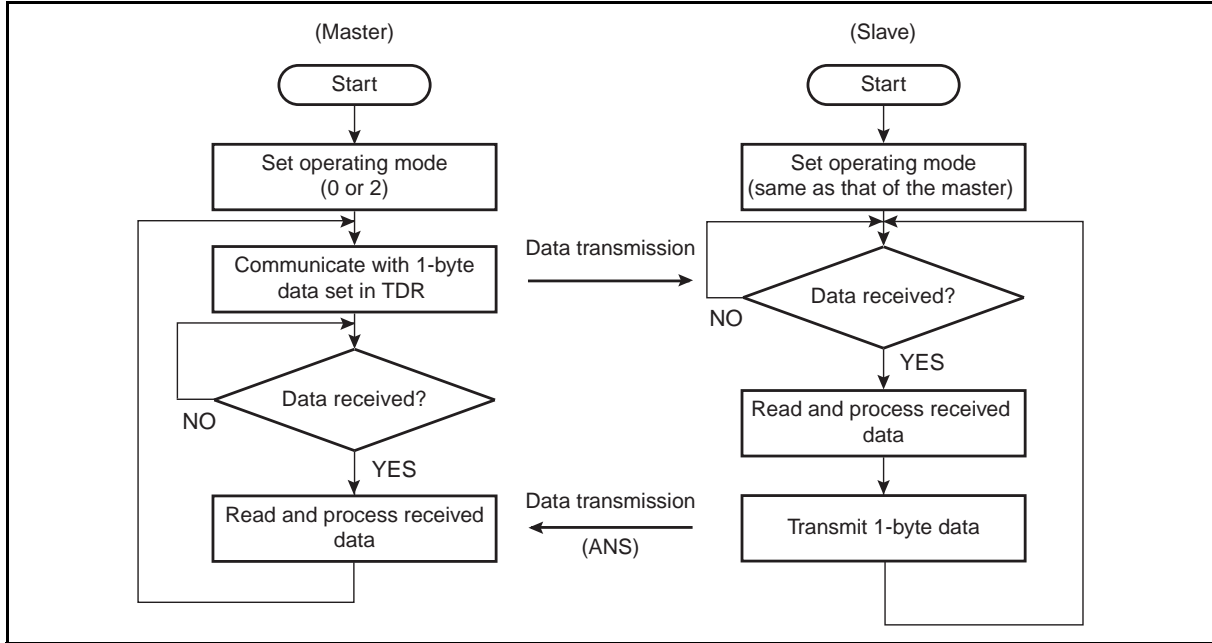 (Master)
Start
Set operating mode
(0 or 2)
Communicate with 1-byte
data set in TDR
Data received?
NO
YES
Read and process received
data
Data transmission
Data transmission
(ANS)
(Slave)
Start
Set operating mode
(same as that of the master)
Data received?
NO
YES
Read and process received
data
Transmit 1-byte data